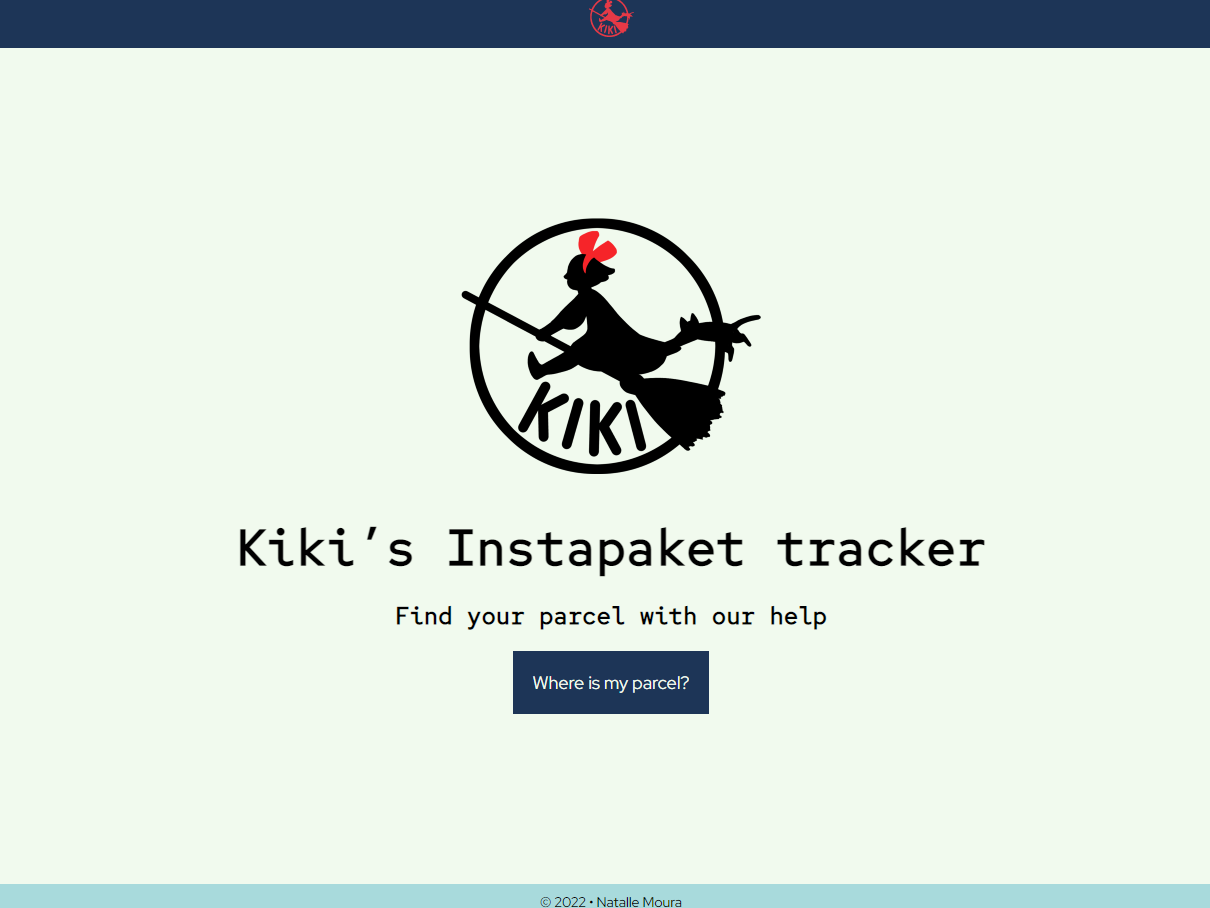 KIKI
KIKI
Kiki’s Instapaket tracker
Find your parcel with our help
Where is my parcel?
© 2022 • Natalle Moura